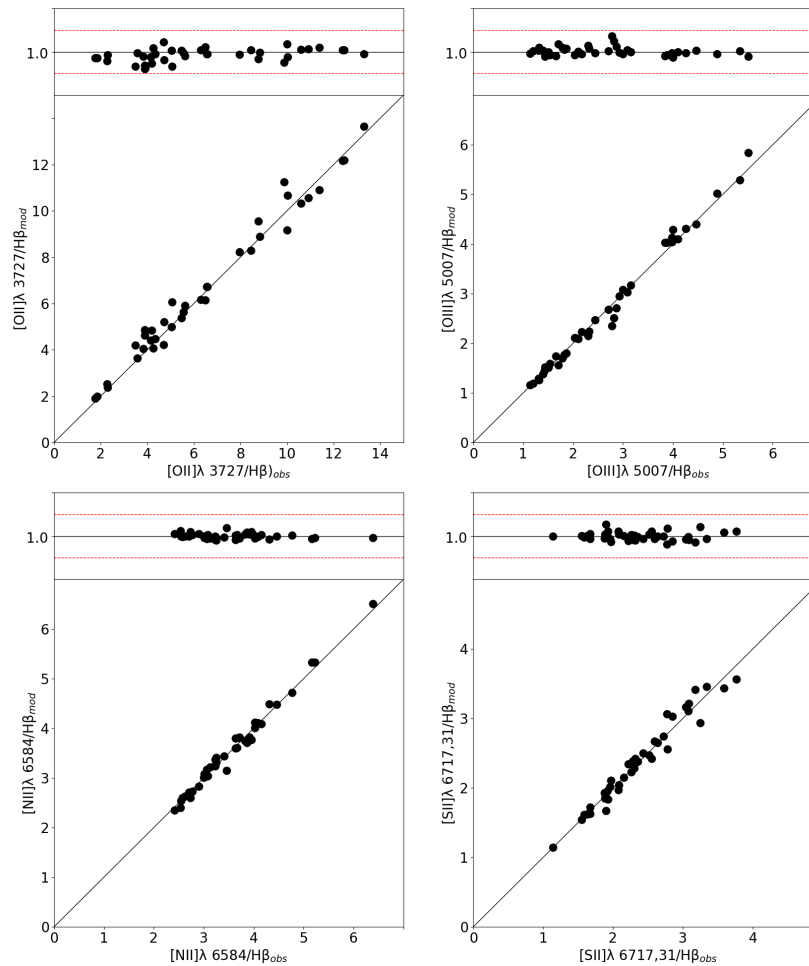 1.0
[OII]λ 3727/Hβ_mod
12
10
8
6
4
2
0
0 2 4 6 8 10 12 14
[OII]λ 3727/Hβ)_obs
1.0
[OIII]λ 5007/Hβ_mod
6
5
4
3
2
1
0
0 1 2 3 4 5 6
[OIII]λ 5007/Hβ_obs
1.0
[NII]λ 6584/Hβ_mod
6
5
4
3
2
1
0
0 1 2 3 4 5 6
[NII]λ 6584/Hβ_obs
1.0
[SII]λ 6717,31/Hβ_mod
4
3
2
1
0
0 1 2 3 4
[SII]λ 6717,31/Hβ_obs